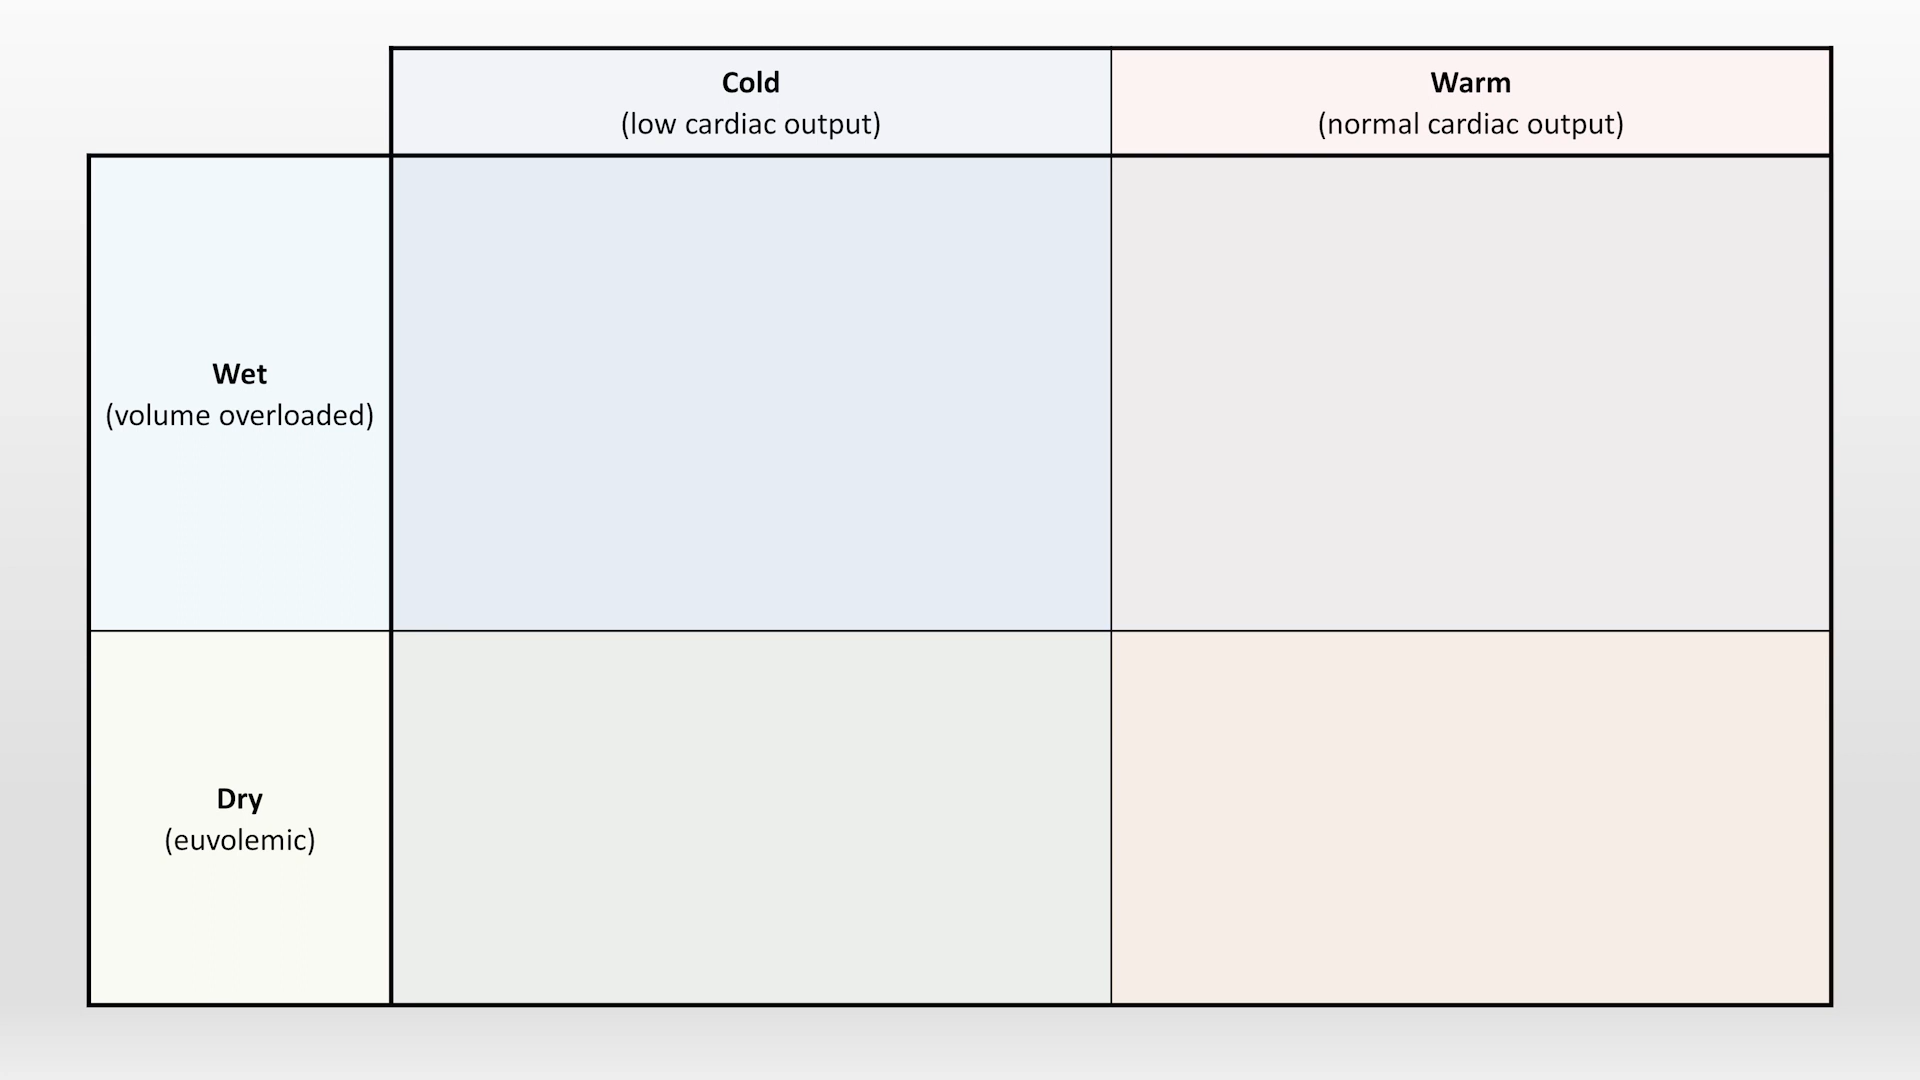 Cold
(low cardiac output)
Warm
(normal cardiac output)
Wet
(volume overloaded)
Dry
(euvolemic)